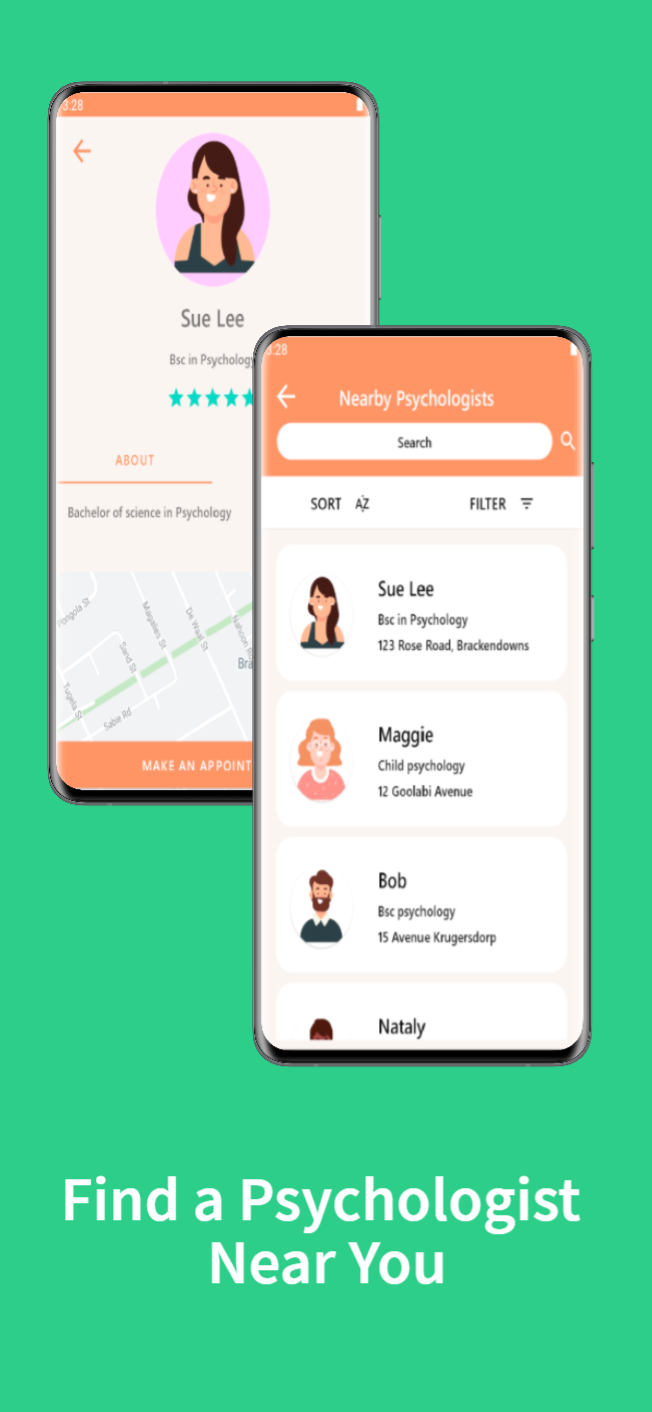 3:28
Sue Lee
Bsc in Psychology
ABOUT
Bachelor of science in Psychology
Pongola St
Magalies St
De Waal St
Sand St
Tugela St
Sabie Rd
Bra
MAKE AN APPOINT
3:28
Nearby Psychologists
Search
SORT AZ
FILTER
Sue Lee
Bsc in Psychology
123 Rose Road, Brackendowns
Maggie
Child psychology
12 Goolabi Avenue
Bob
Bsc psychology
15 Avenue Krugersdorp
Nataly
Find a Psychologist
Near You